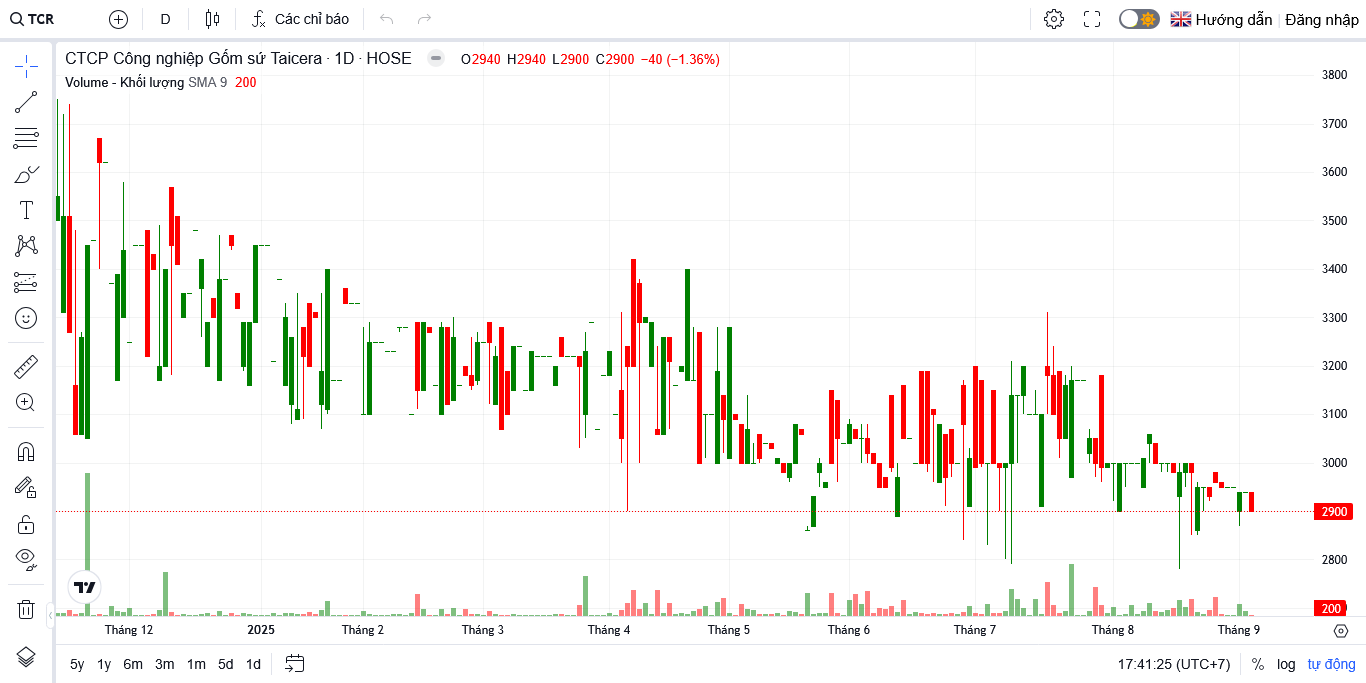 TCR
D
Các chỉ báo
Hướng dẫn
Đăng nhập
CTCP Công nghiệp Gốm sứ Taicera · 1D · HOSE
O2940 H2940 L2900 C2900 −40 (−1.36%)
Volume - Khối lượng SMA 9 200
3800
3700
3600
3500
3400
3300
3200
3100
3000
2900
2800
200
Tháng 12
2025
Tháng 2
Tháng 3
Tháng 4
Tháng 5
Tháng 6
Tháng 7
Tháng 8
Tháng 9
5y 1y 6m 3m 1m 5d 1d
17:41:25 (UTC+7)
% log tự động